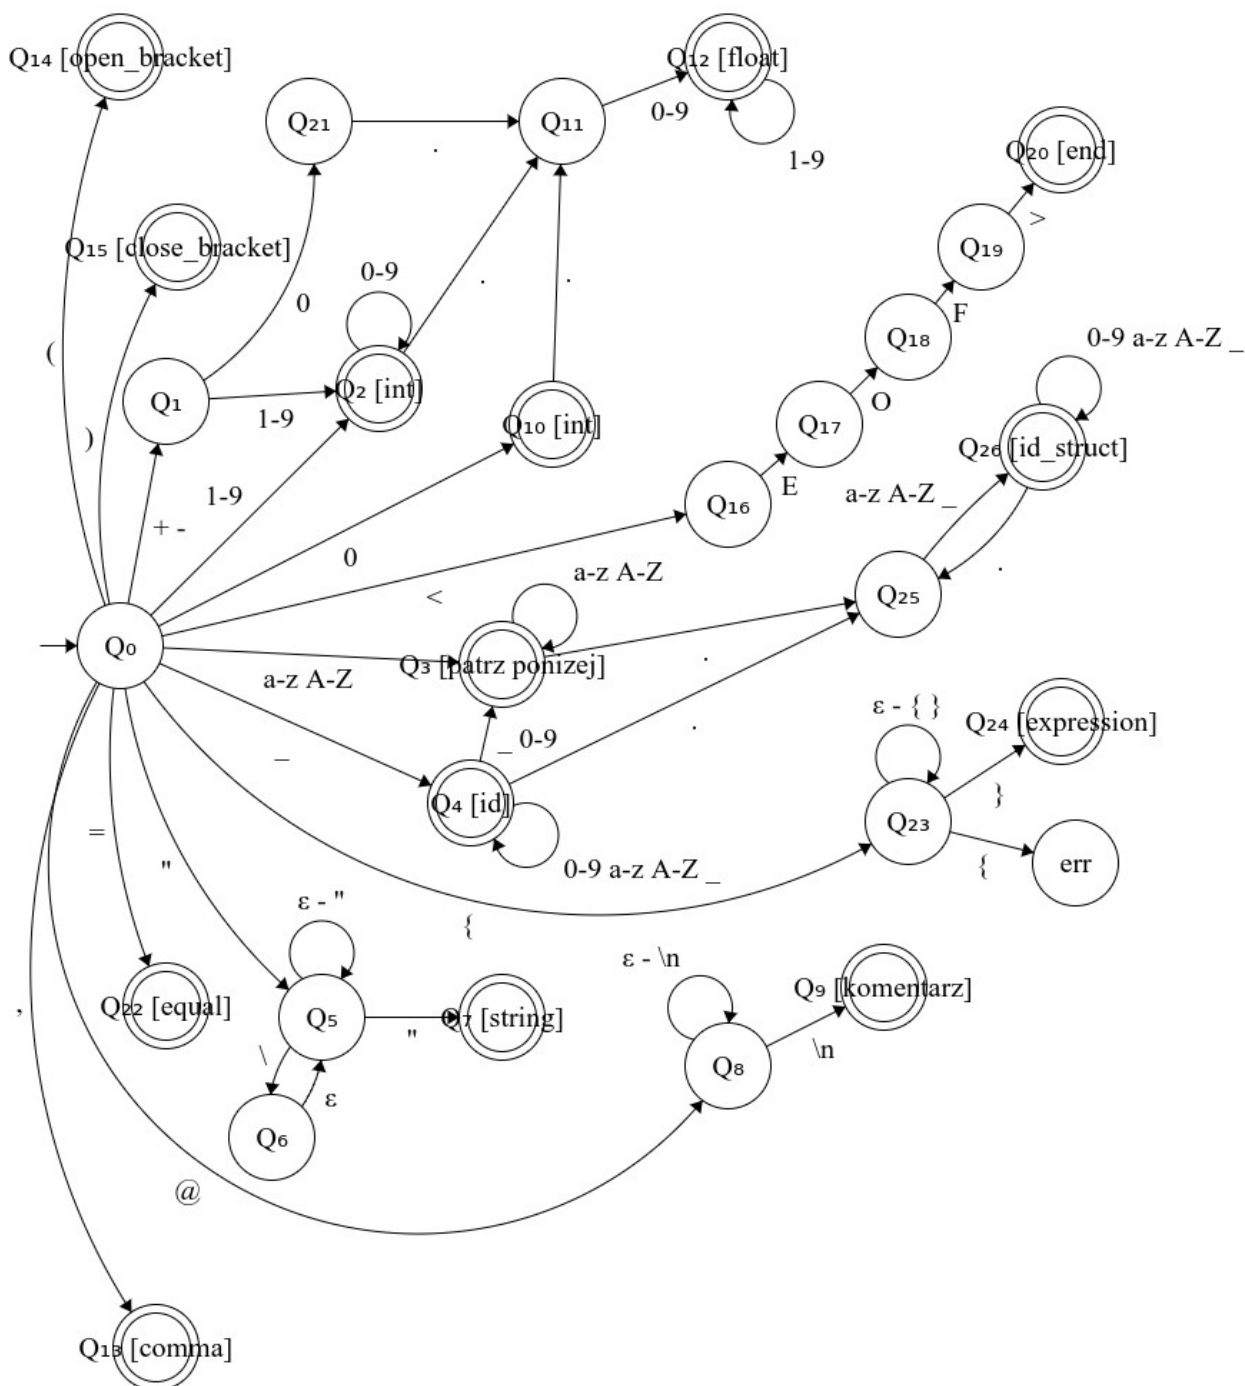 Q₁₄ [open_bracket]
Q₁₂ [float]
Q₂₁
Q₁₁
0-9
.
1-9
Q₂₀ [end]
Q₁₅ [close_bracket]
>
Q₁₉
0-9
.
.
0
F
Q₁₈
0-9 a-z A-Z _
(
Q₂ [int]
Q₁
1-9
O
)
Q₁₀ [int]
Q₁₇
Q₂₆ [id_struct]
E
1-9
a-z A-Z _
Q₁₆
+ -
0
a-z A-Z
.
<
Q₂₅
Q₀
Q₃ [patrz ponizej]
.
a-z A-Z
ε - { }
Q₂₄ [expression]
_ 0-9
.
_
}
Q₄ [id]
Q₂₃
=
{
err
"
0-9 a-z A-Z _
ε - "
{
ε - \n
Q₉ [komentarz]
,
Q₂₂ [equal]
Q₅
"
Q₇ [string]
\n
\
Q₈
ε
Q₆
@
Q₁₃ [comma]